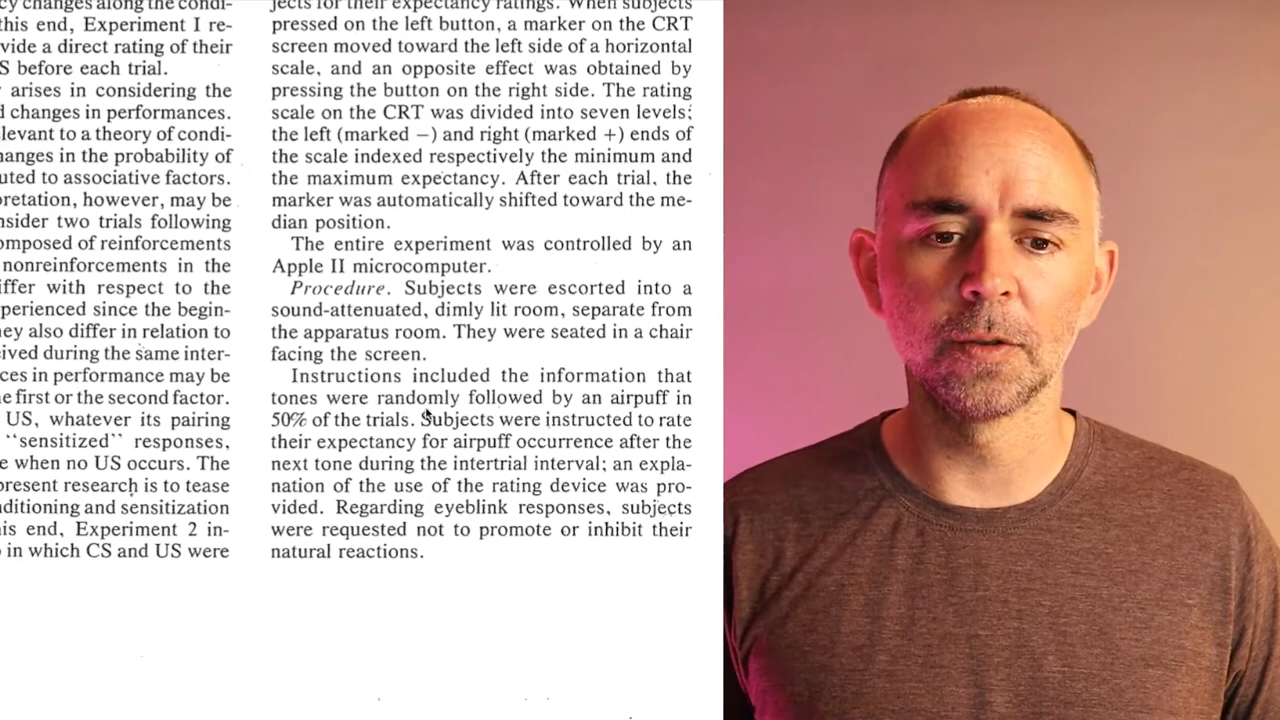 cy changes along the condi-
this end, Experiment I re-
vide a direct rating of their
S before each trial.
arises in considering the
d changes in performances.
levant to a theory of condi-
hanges in the probability of
uted to associative factors.
pretation, however, may be
nsider two trials following
omposed of reinforcements
nonreinforcements in the
iffer with respect to the
perienced since the begin-
hey also differ in relation to
eived during the same inter-
ces in performance may be
e first or the second factor.
US, whatever its pairing
"sensitized" responses,
e when no US occurs. The
present research is to tease
nditioning and sensitization
his end, Experiment 2 in-
in which CS and US were
jects for their expectancy ratings. When subjects
pressed on the left button, a marker on the CRT
screen moved toward the left side of a horizontal
scale, and an opposite effect was obtained by
pressing the button on the right side. The rating
scale on the CRT was divided into seven levels;
the left (marked −) and right (marked +) ends of
the scale indexed respectively the minimum and
the maximum expectancy. After each trial, the
marker was automatically shifted toward the me-
dian position.
The entire experiment was controlled by an
Apple II microcomputer.
Procedure. Subjects were escorted into a
sound-attenuated, dimly lit room, separate from
the apparatus room. They were seated in a chair
facing the screen.
Instructions included the information that
tones were randomly followed by an airpuff in
50% of the trials. Subjects were instructed to rate
their expectancy for airpuff occurrence after the
next tone during the intertrial interval; an expla-
nation of the use of the rating device was pro-
vided. Regarding eyeblink responses, subjects
were requested not to promote or inhibit their
natural reactions.